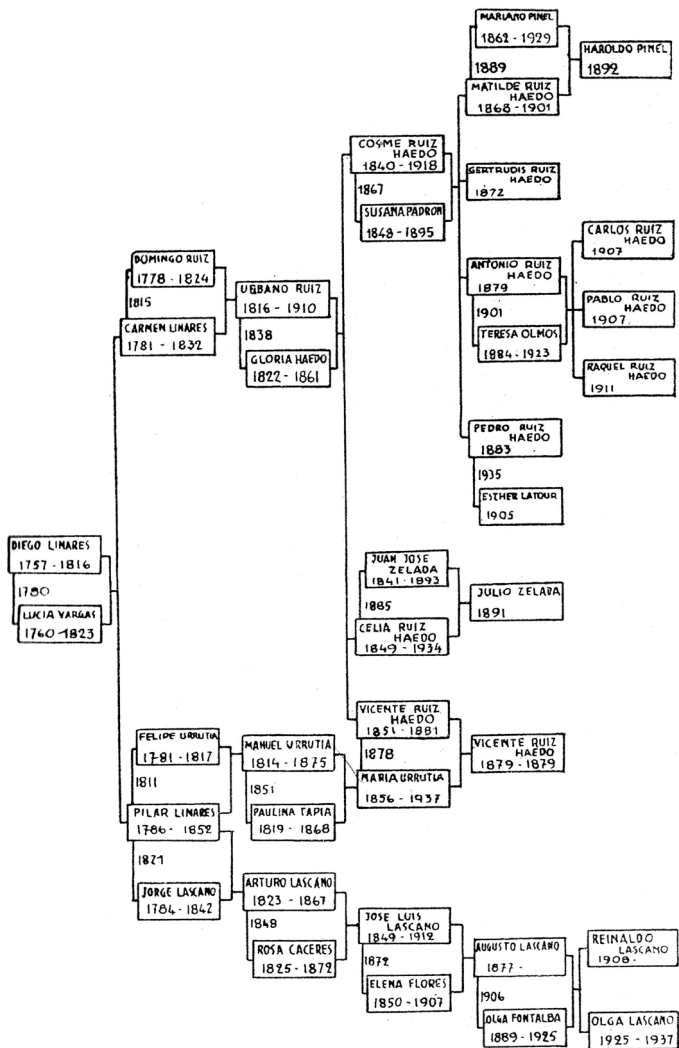 MARIANO PINEL
1862 - 1929
1889
MATILDE RUIZ
HAEDO
1868 - 1901
HAROLDO PINEL
1892
COSME RUIZ
HAEDO
1840 - 1918
1867
SUSANA PADRON
1848 - 1895
GERTRUDIS RUIZ
HAEDO
1872
ANTONIO RUIZ
HAEDO
1879
1901
TERESA OLMOS
1884 - 1923
CARLOS RUIZ
HAEDO
1907
PABLO RUIZ
HAEDO
1907
RAQUEL RUIZ
HAEDO
1911
PEDRO RUIZ
HAEDO
1883
1935
ESTHER LATOUR
1905
DOMINGO RUIZ
1778 - 1824
1815
CARMEN LINARES
1781 - 1832
URBANO RUIZ
1816 - 1910
1838
GLORIA HAEDO
1822 - 1861
DIEGO LINARES
1757 - 1816
1780
LUCIA VARGAS
1760 - 1823
JUAN JOSE
ZELADA
1841 - 1893
1885
CELIA RUIZ
HAEDO
1849 - 1934
JULIO ZELADA
1891
VICENTE RUIZ
HAEDO
1851 - 1881
1878
MARIA URRUTIA
1856 - 1937
VICENTE RUIZ
HAEDO
1879 - 1879
FELIPE URRUTIA
1781 - 1817
1811
PILAR LINARES
1786 - 1852
1821
JORGE LASCANO
1784 - 1842
MANUEL URRUTIA
1814 - 1875
1851
PAULINA TAPIA
1819 - 1868
ARTURO LASCANO
1823 - 1867
1848
ROSA CACERES
1825 - 1872
JOSE LUIS
LASCANO
1849 - 1912
1872
ELENA FLORES
1850 - 1907
AUGUSTO LASCANO
1877 -
1906
OLGA FONTALBA
1889 - 1925
REINALDO
LASCANO
1908 -
OLGA LASCANO
1925 - 1937